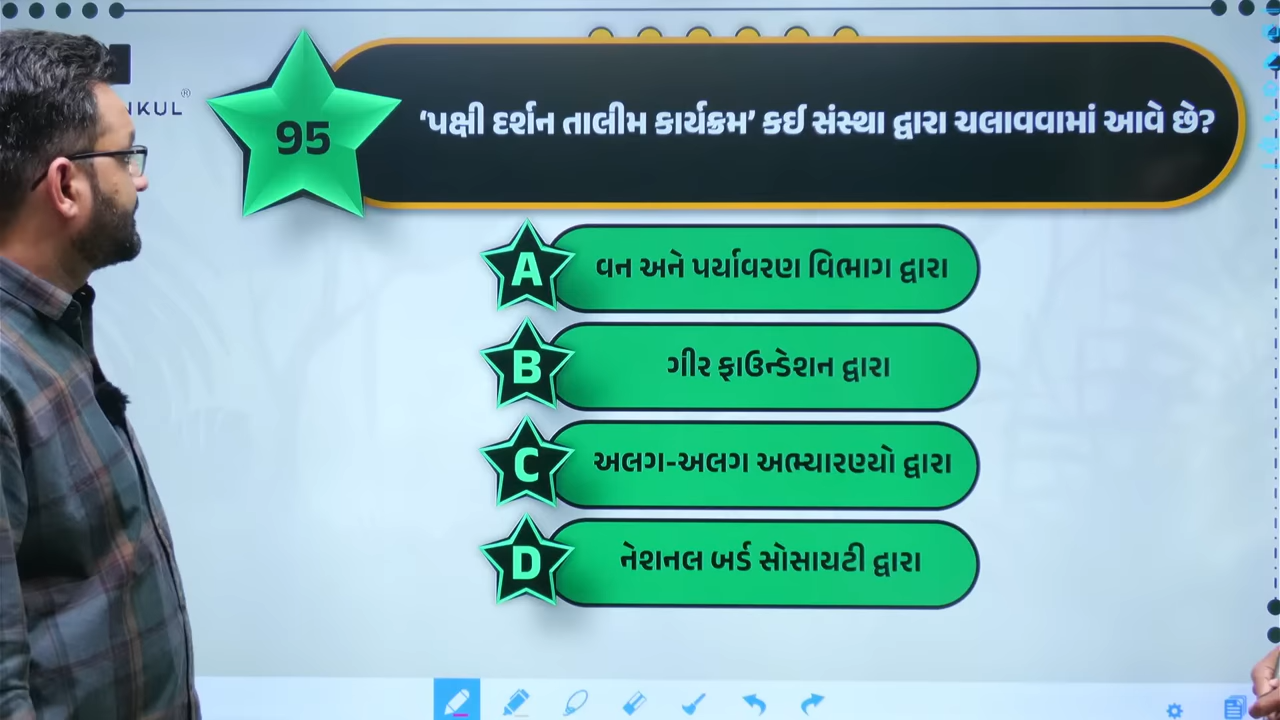 NKUL®
95
‘પક્ષી દર્શન તાલીમ કાર્યક્રમ’ કઈ સંસ્થા દ્વારા ચલાવવામાં આવે છે?
A
વન અને પર્યાવરણ વિભાગ દ્વારા
B
ગીર ફાઉન્ડેશન દ્વારા
C
અલગ-અલગ અભ્યારણ્યો દ્વારા
D
નેશનલ બર્ડ સોસાયટી દ્વારા